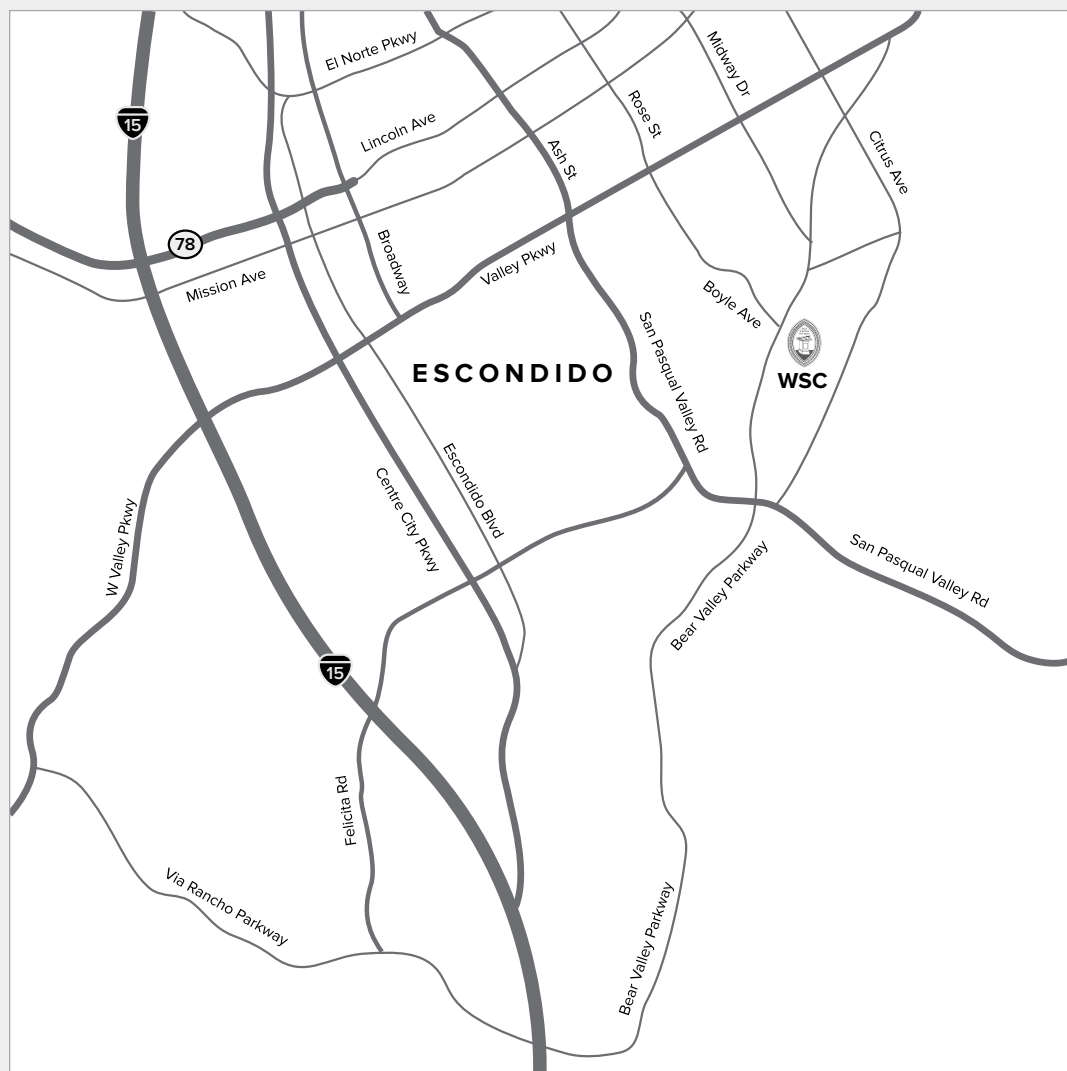 El Norte Pkwy
Midway Dr
15
Rose St
Lincoln Ave
Ash St
Citrus Ave
78
Broadway
Valley Pkwy
Mission Ave
Boyle Ave
San Pasqual Valley Rd
ESCONDIDO
WSC
Escondido Blvd
Centre City Pkwy
W Valley Pkwy
San Pasqual Valley Rd
Bear Valley Parkway
15
Felicita Rd
Via Rancho Parkway
Bear Valley Parkway